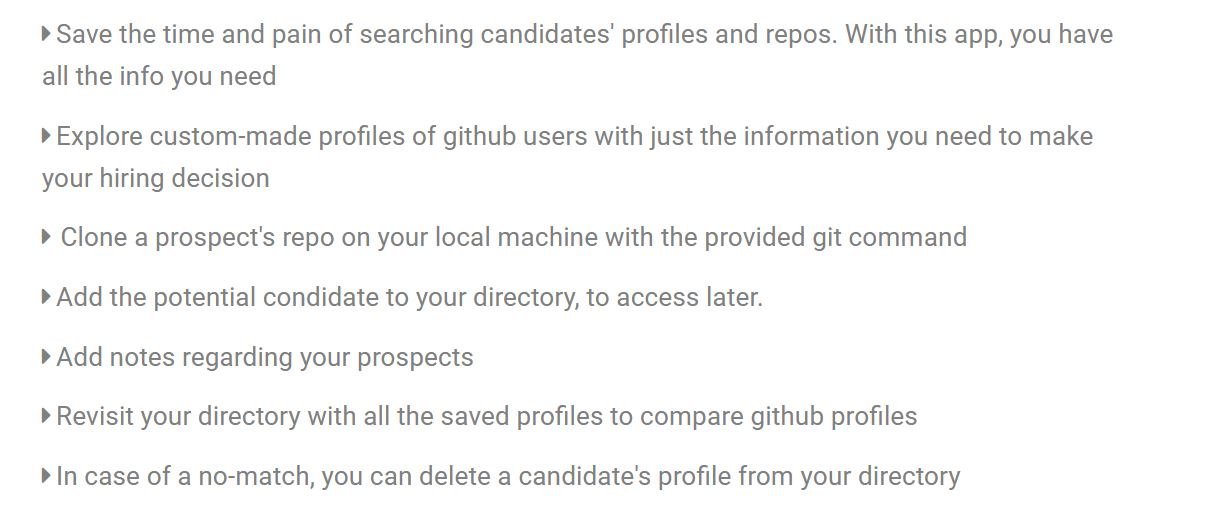 Save the time and pain of searching candidates' profiles and repos. With this app, you have
all the info you need
Explore custom-made profiles of github users with just the information you need to make
your hiring decision
Clone a prospect's repo on your local machine with the provided git command
Add the potential condidate to your directory, to access later.
Add notes regarding your prospects
Revisit your directory with all the saved profiles to compare github profiles
In case of a no-match, you can delete a candidate's profile from your directory